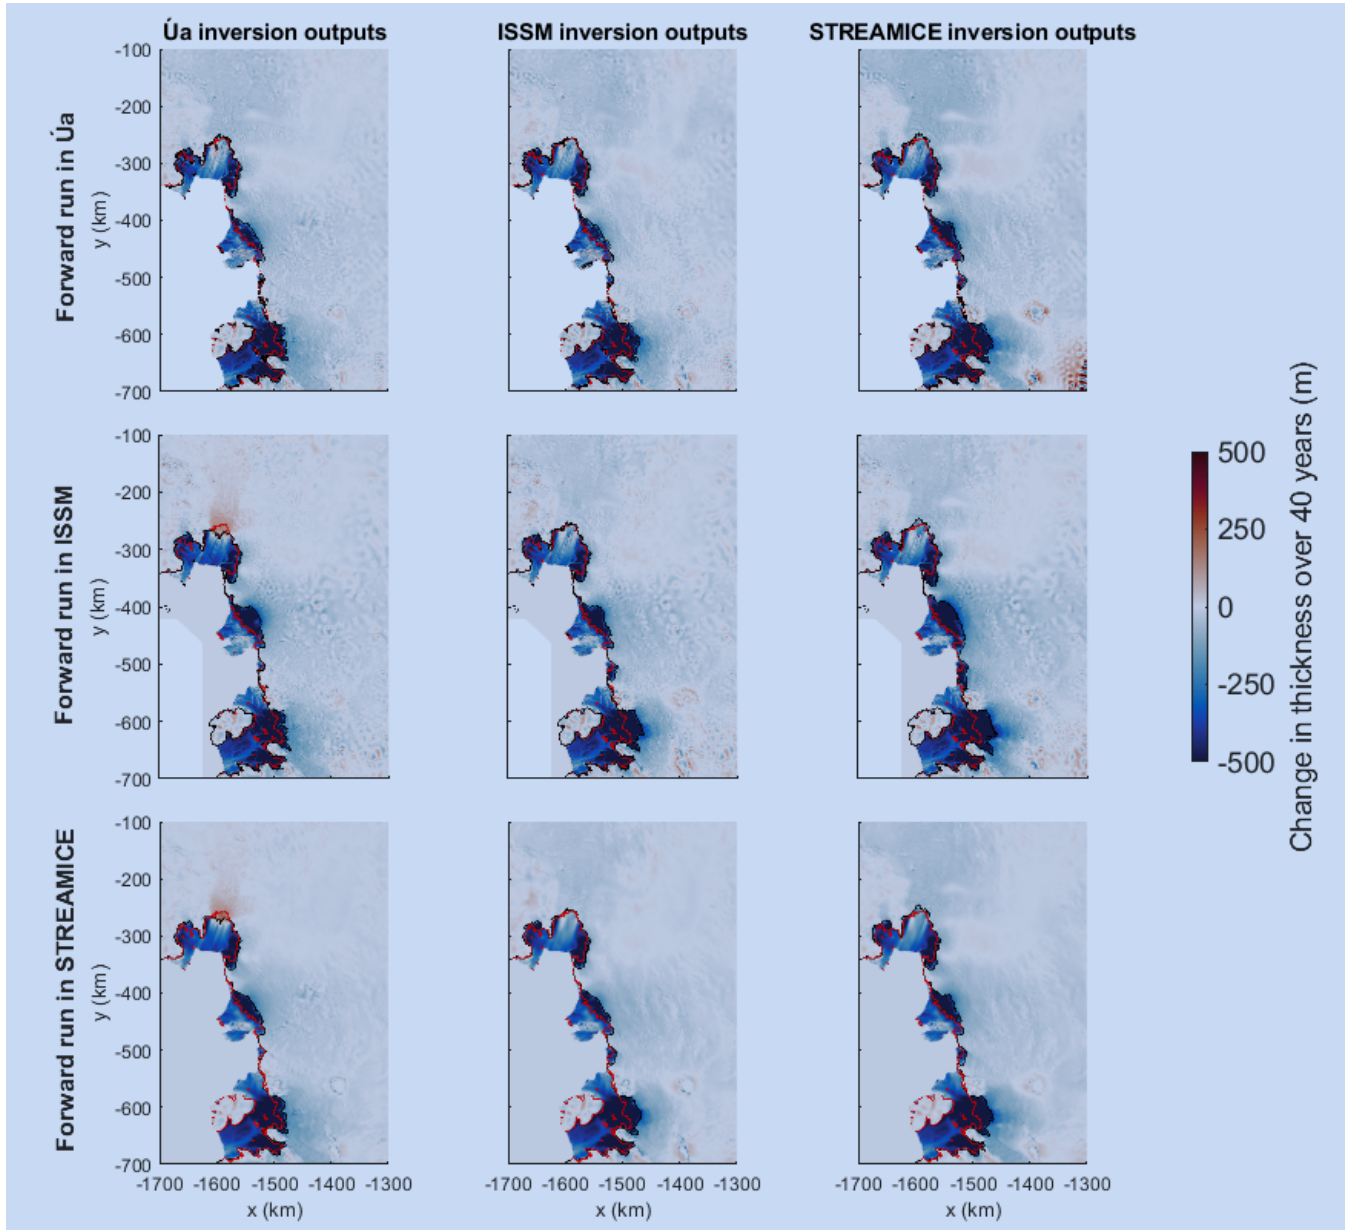 Úa inversion outputs
ISSM inversion outputs
STREAMICE inversion outputs
Forward run in Úa
y (km)
-100
-200
-300
-400
-500
-600
-700
Forward run in ISSM
y (km)
-100
-200
-300
-400
-500
-600
-700
Forward run in STREAMICE
y (km)
-100
-200
-300
-400
-500
-600
-700
-1700 -1600 -1500 -1400 -1300
x (km)
-1700 -1600 -1500 -1400 -1300
x (km)
-1700 -1600 -1500 -1400 -1300
x (km)
500
250
0
-250
-500
Change in thickness over 40 years (m)